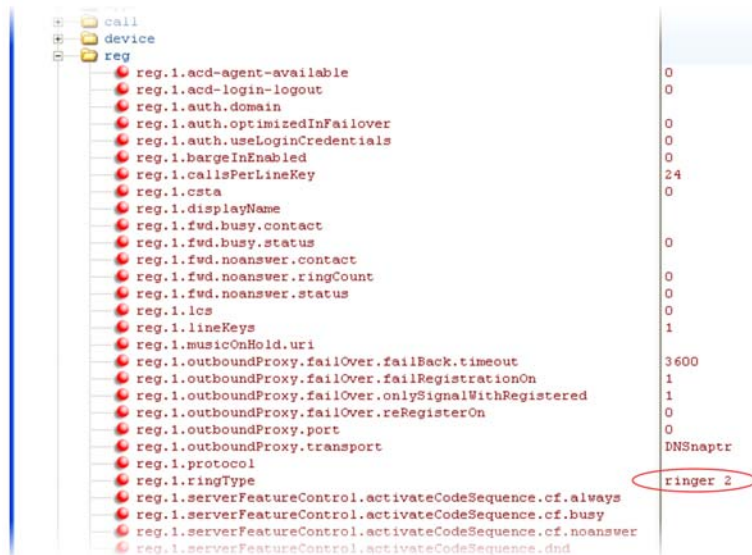 call
device
reg
reg.1.acd-agent-available 0
reg.1.acd-login-logout 0
reg.1.auth.domain
reg.1.auth.optimizedInFailover 0
reg.1.auth.useLoginCredentials 0
reg.1.bargeInEnabled 0
reg.1.callsPerLineKey 24
reg.1.csta 0
reg.1.displayName
reg.1.fwd.busy.contact
reg.1.fwd.busy.status 0
reg.1.fwd.noanswer.contact
reg.1.fwd.noanswer.ringCount 0
reg.1.fwd.noanswer.status 0
reg.1.lcs 0
reg.1.lineKeys 1
reg.1.musicOnHold.uri
reg.1.outboundProxy.failOver.failBack.timeout 3600
reg.1.outboundProxy.failOver.failRegistrationOn 1
reg.1.outboundProxy.failOver.onlySignalWithRegistered 1
reg.1.outboundProxy.failOver.reRegisterOn 0
reg.1.outboundProxy.port 0
reg.1.outboundProxy.transport DNSnaptr
reg.1.protocol
reg.1.ringType ringer 2
reg.1.serverFeatureControl.activateCodeSequence.cf.always
reg.1.serverFeatureControl.activateCodeSequence.cf.busy
reg.1.serverFeatureControl.activateCodeSequence.cf.noanswer
reg.1.serverFeatureControl.activateCodeSequence.dnd